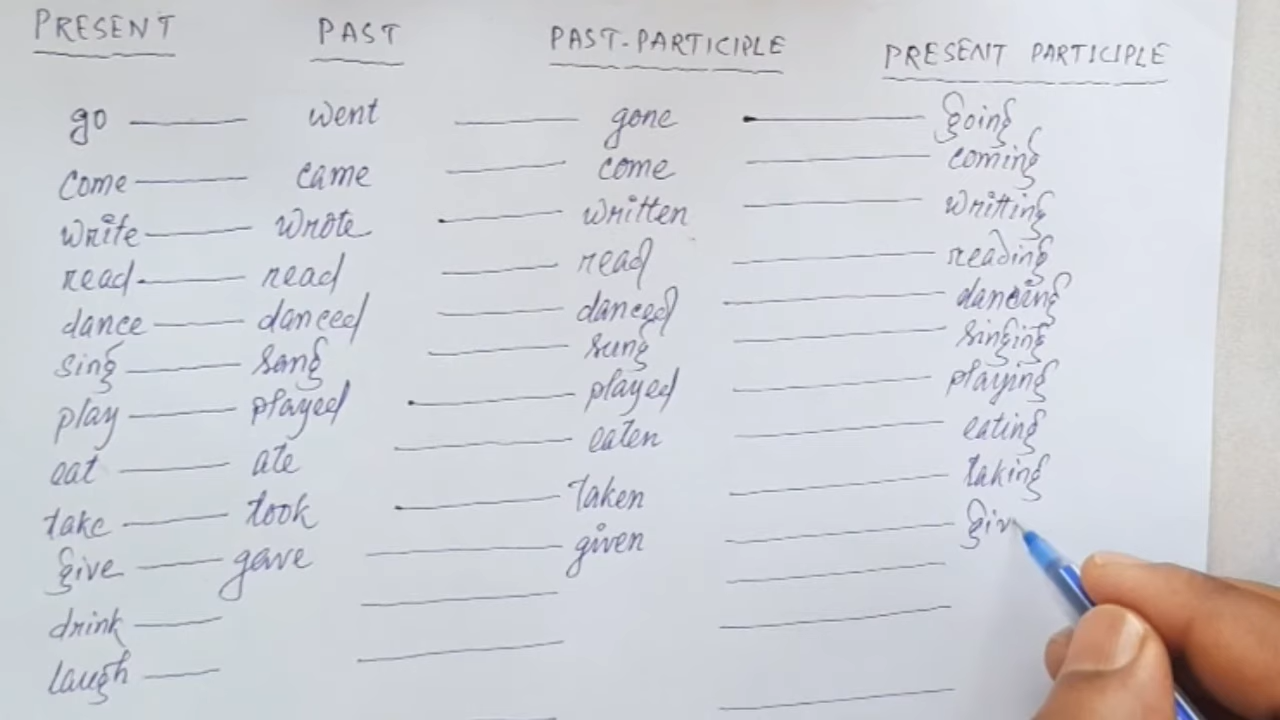 PRESENT PAST PAST-PARTICIPLE PRESENT PARTICIPLE
go went gone going
come came come coming
write wrote written writting
read read read reading
dance danced danced dancing
sing sang sung singing
play played played playing
eat ate eaten eating
take took taken taking
give gave given giv
drink
laugh